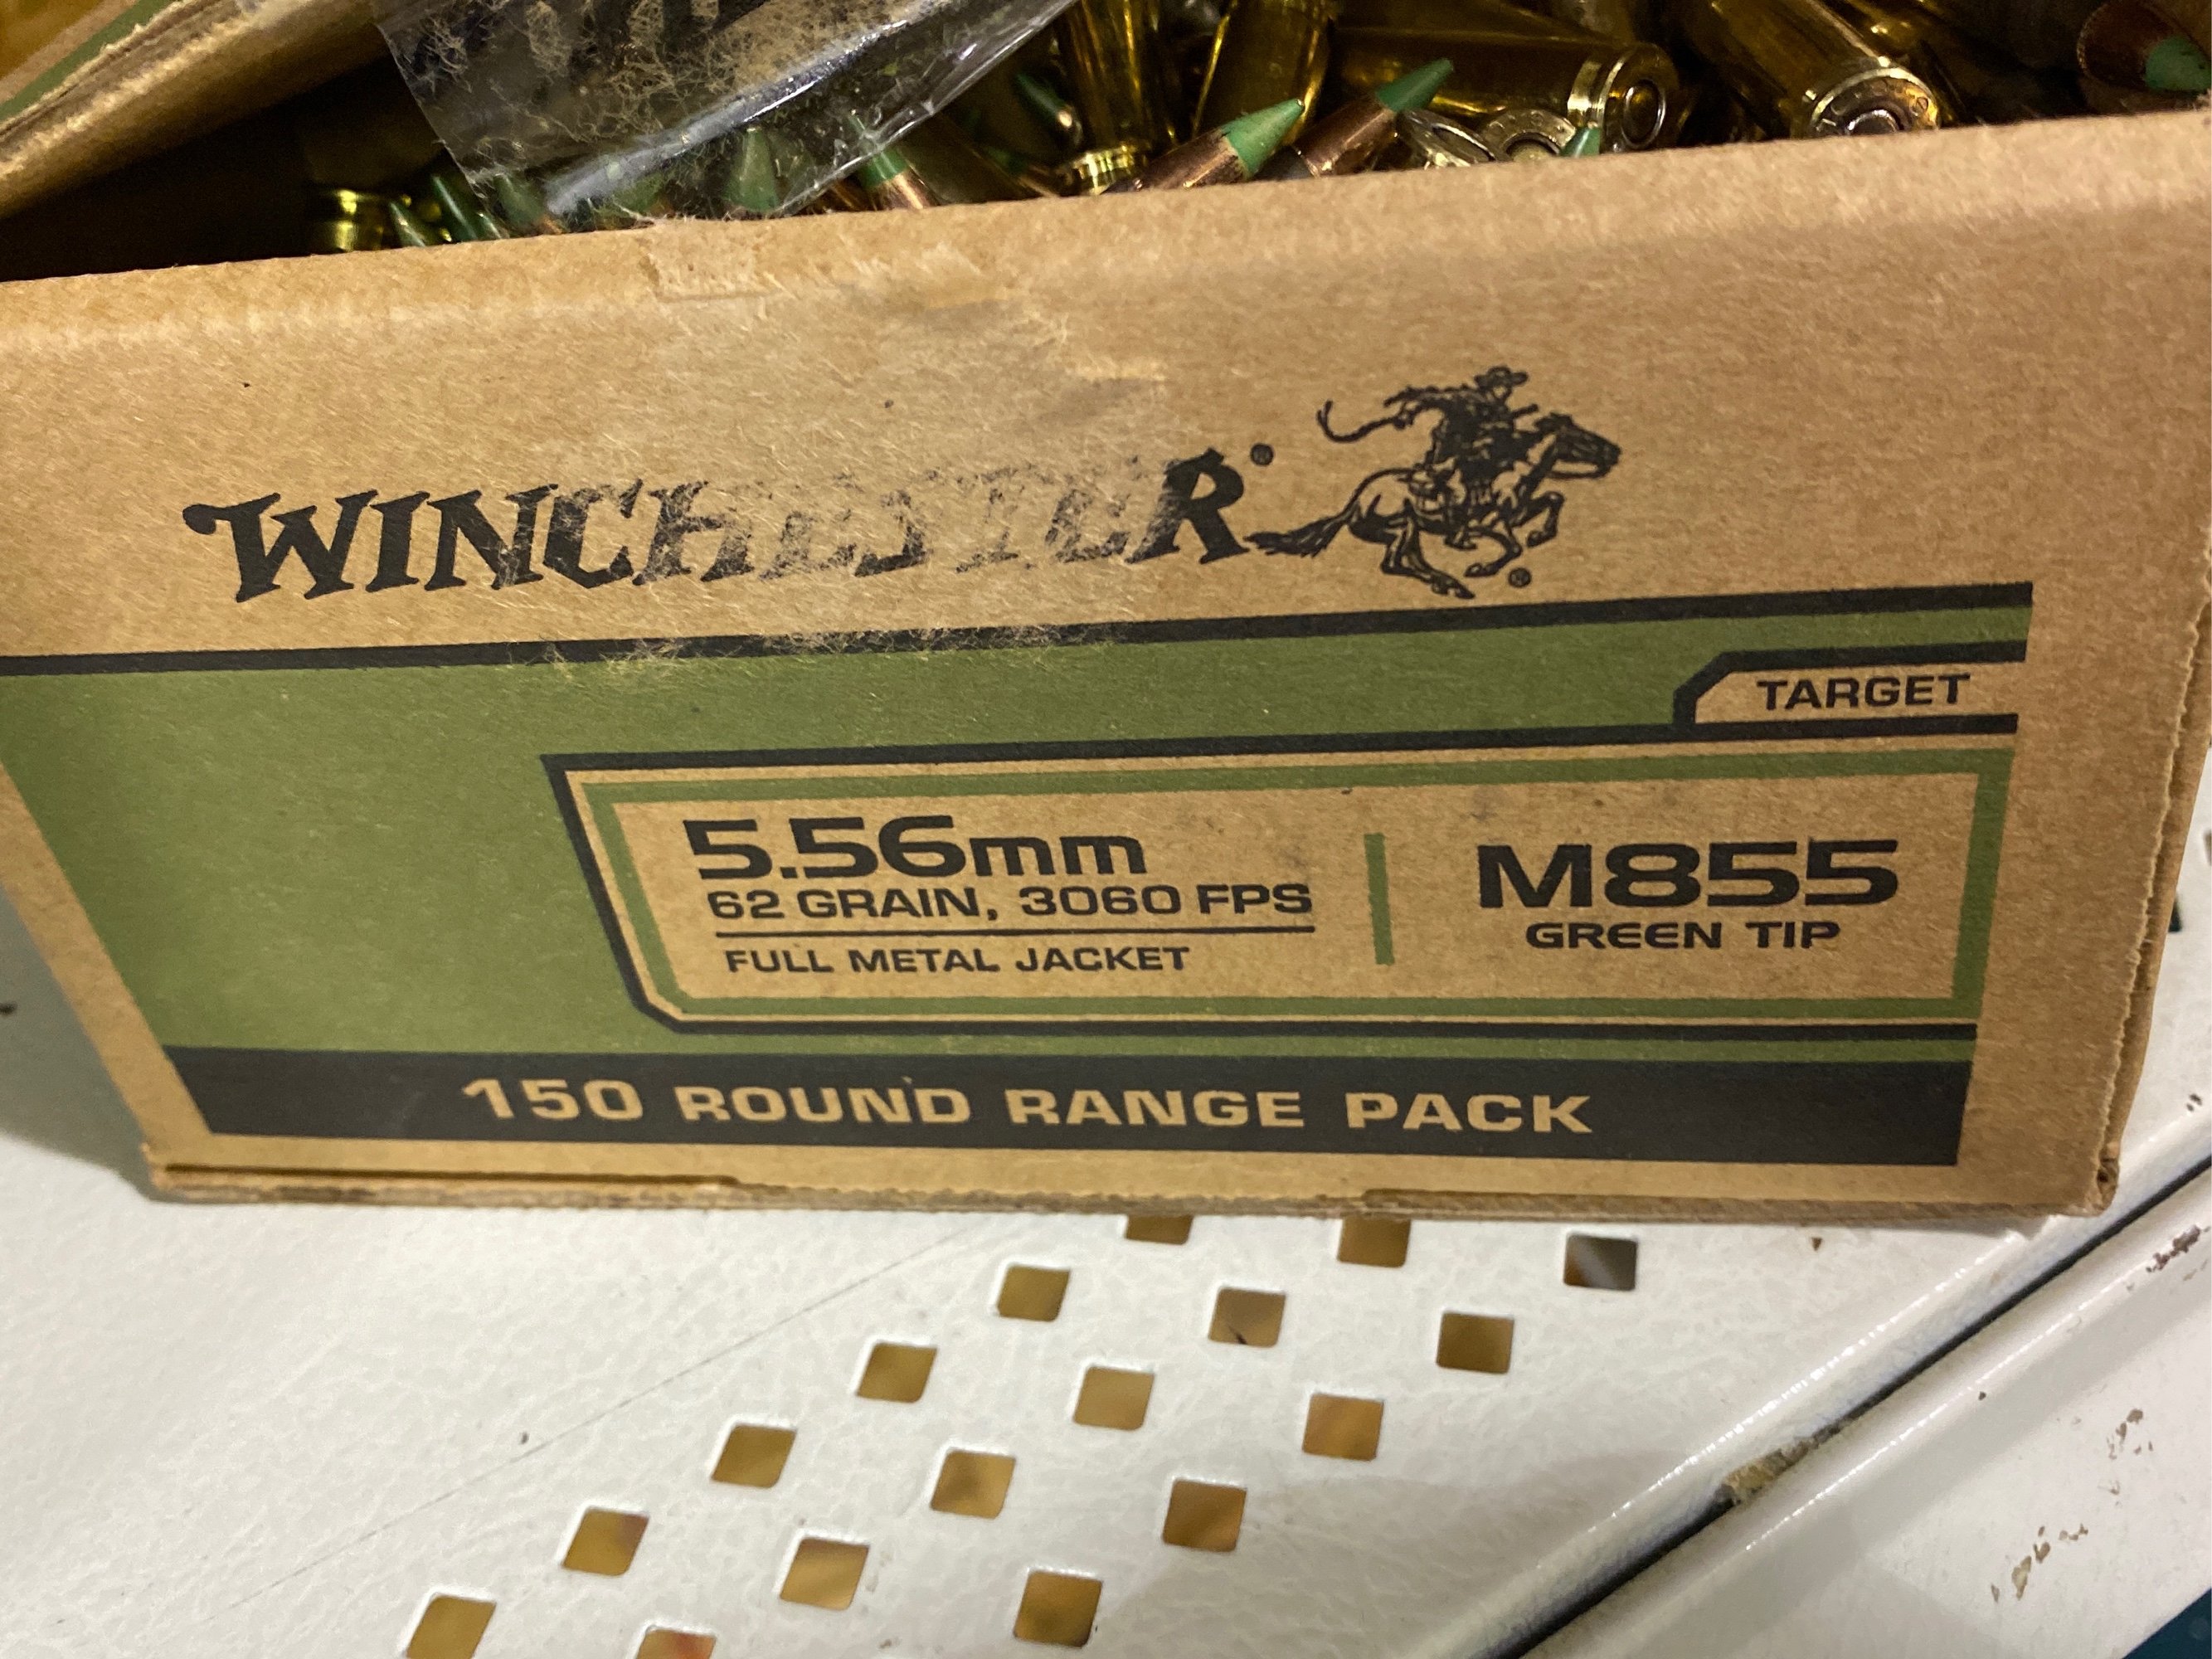 WINCHESTER®
®
TARGET
5.56mm
62 GRAIN, 3060 FPS
FULL METAL JACKET
M855
GREEN TIP
150 ROUND RANGE PACK